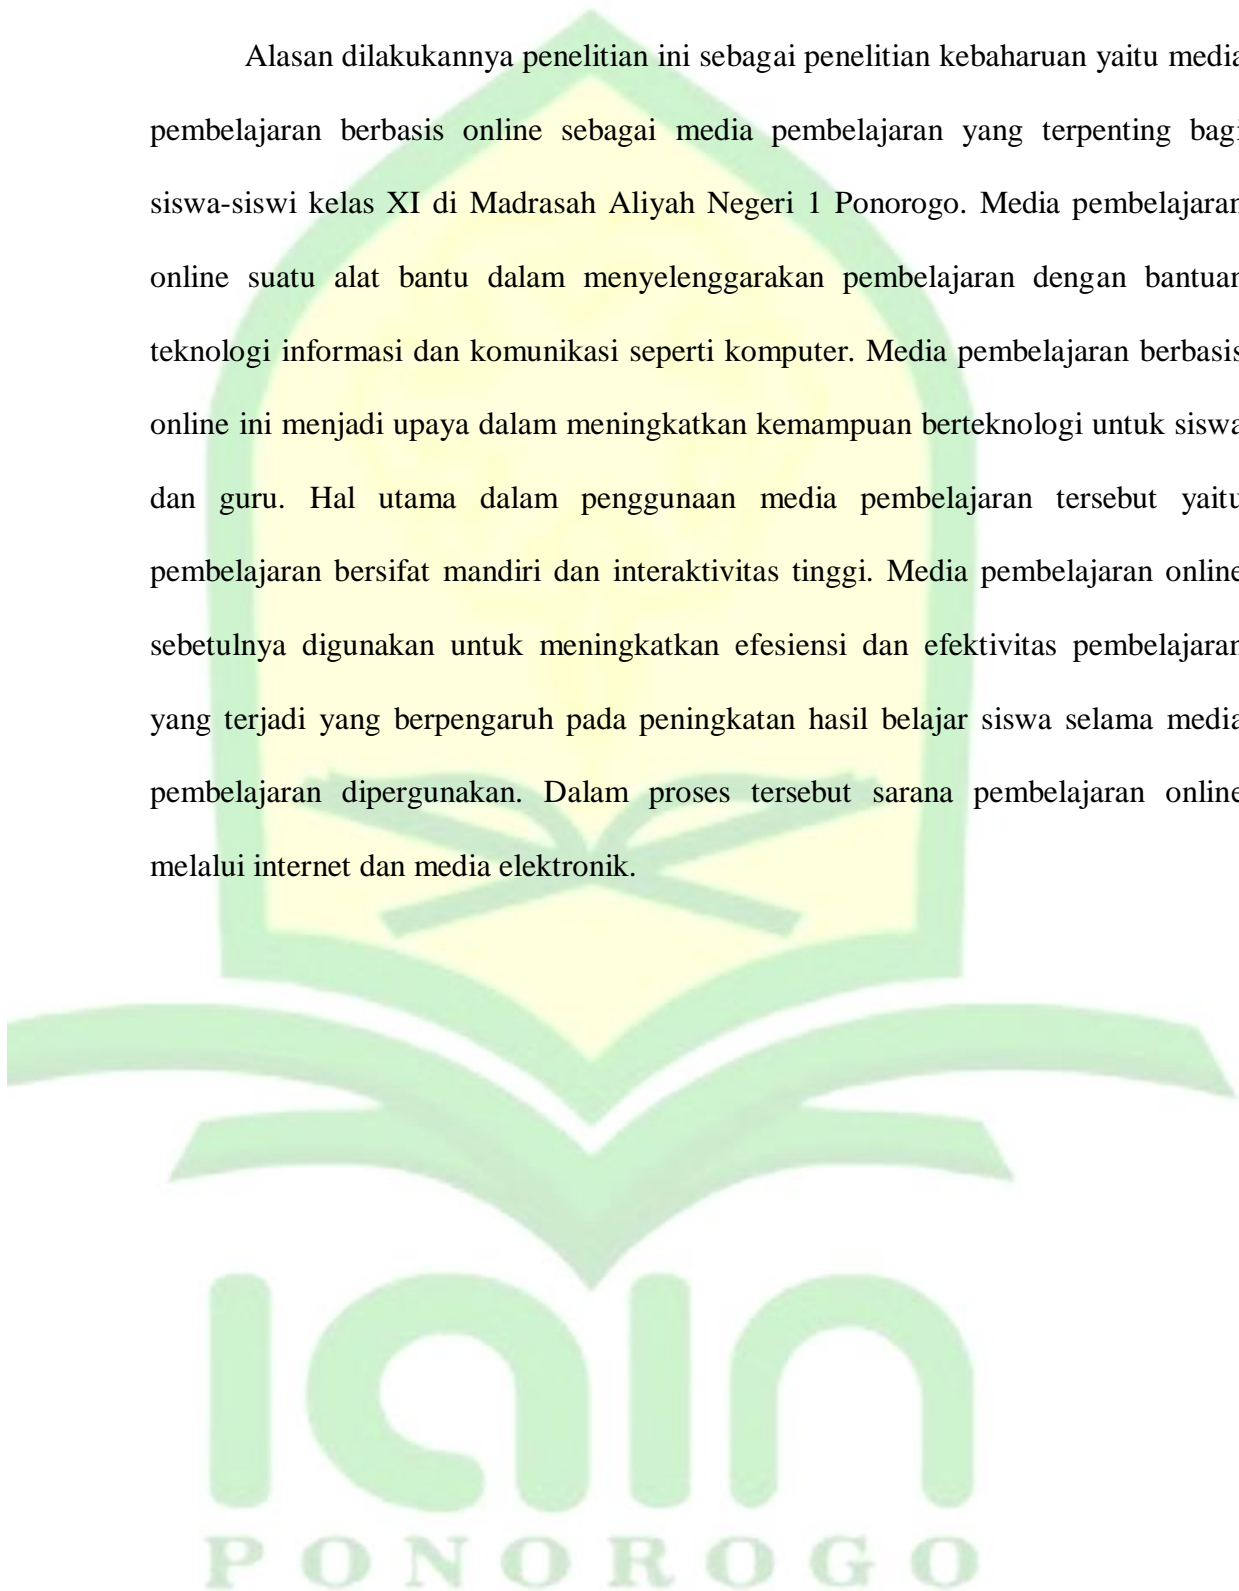 Alasan dilakukannya penelitian ini sebagai penelitian kebaharuan yaitu media
pembelajaran berbasis online sebagai media pembelajaran yang terpenting bagi
siswa-siswi kelas XI di Madrasah Aliyah Negeri 1 Ponorogo. Media pembelajaran
online suatu alat bantu dalam menyelenggarakan pembelajaran dengan bantuan
teknologi informasi dan komunikasi seperti komputer. Media pembelajaran berbasis
online ini menjadi upaya dalam meningkatkan kemampuan berteknologi untuk siswa
dan guru. Hal utama dalam penggunaan media pembelajaran tersebut yaitu
pembelajaran bersifat mandiri dan interaktivitas tinggi. Media pembelajaran online
sebetulnya digunakan untuk meningkatkan efesiensi dan efektivitas pembelajaran
yang terjadi yang berpengaruh pada peningkatan hasil belajar siswa selama media
pembelajaran dipergunakan. Dalam proses tersebut sarana pembelajaran online
melalui internet dan media elektronik.
IAIN
PONOROGO